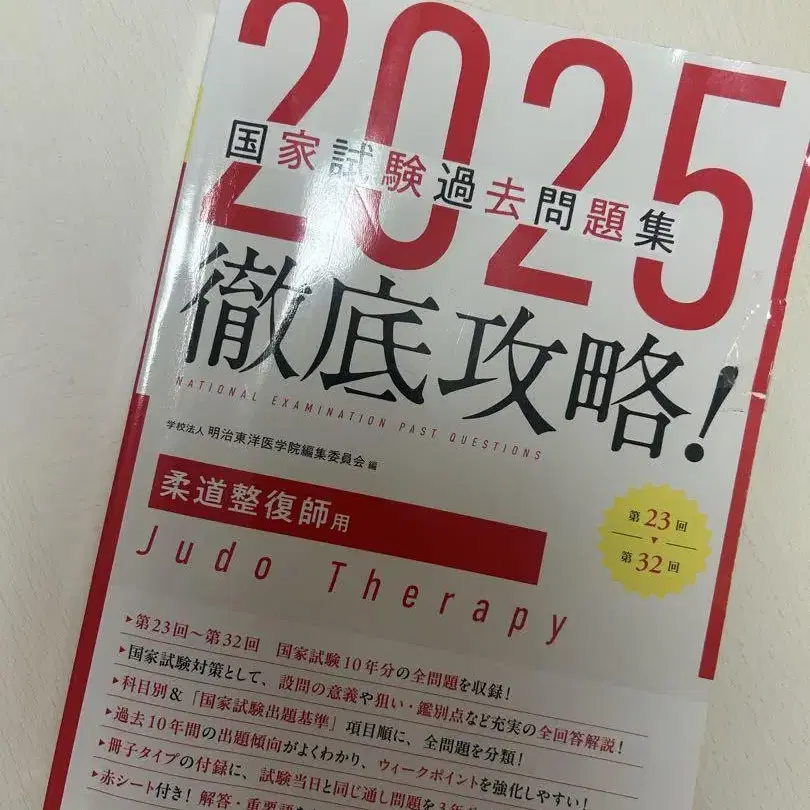 2025
国家試験過去問題集
徹底攻略!
NATIONAL EXAMINATION PAST QUESTIONS
学校法人 明治東洋医学院編集委員会 編
柔道整復師用
Judo Therapy
第23回
▼
第32回
▶第23回〜第32回 国家試験10年分の全問題を収録!
▶国家試験対策として、設問の意義や狙い・鑑別点など充実の全回答解説!
▶科目別&「国家試験出題基準」項目順に、全問題を分類!
▶過去10年間の出題傾向がよくわかり、ウィークポイントを強化しやすい!
▶冊子タイプの付録に、試験当日と同じ通し問題を3年
▶赤シート付き! 解答・重要語